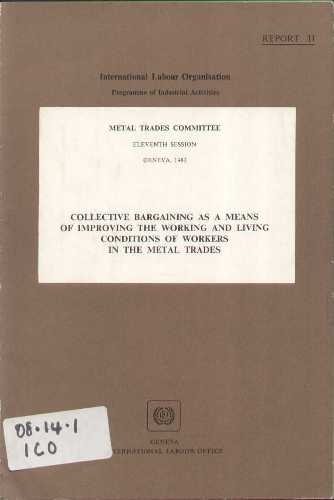 REPORT II
International Labour Organisation
Programme of Industrial Activities
METAL TRADES COMMITTEE
ELEVENTH SESSION
GENEVA, 1983
COLLECTIVE BARGAINING AS A MEANS
OF IMPROVING THE WORKING AND LIVING
CONDITIONS OF WORKERS
IN THE METAL TRADES
08.14.1
ICO
GENEVA
INTERNATIONAL LABOUR OFFICE